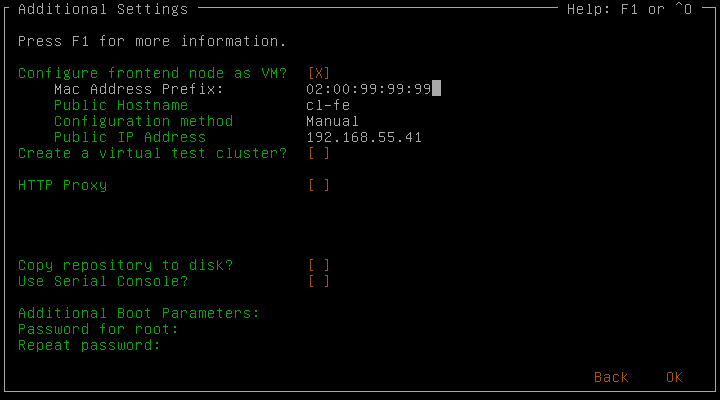 Additional Settings Help: F1 or ^O
Press F1 for more information.
Configure frontend node as VM? [X]
Mac Address Prefix: 02:00:99:99:99
Public Hostname cl-fe
Configuration method Manual
Public IP Address 192.168.55.41
Create a virtual test cluster? [ ]
HTTP Proxy [ ]
Copy repository to disk? [ ]
Use Serial Console? [ ]
Additional Boot Parameters:
Password for root:
Repeat password:
Back OK